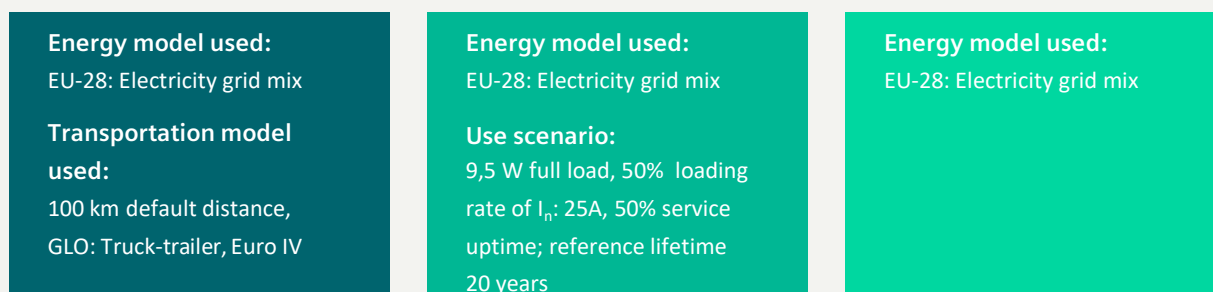 Energy model used:
EU-28: Electricity grid mix
Transportation model
used:
100 km default distance,
GLO: Truck-trailer, Euro IV
Energy model used:
EU-28: Electricity grid mix
Use scenario:
9,5 W full load, 50% loading
rate of In: 25A, 50% service
uptime; reference lifetime
20 years
Energy model used:
EU-28: Electricity grid mix